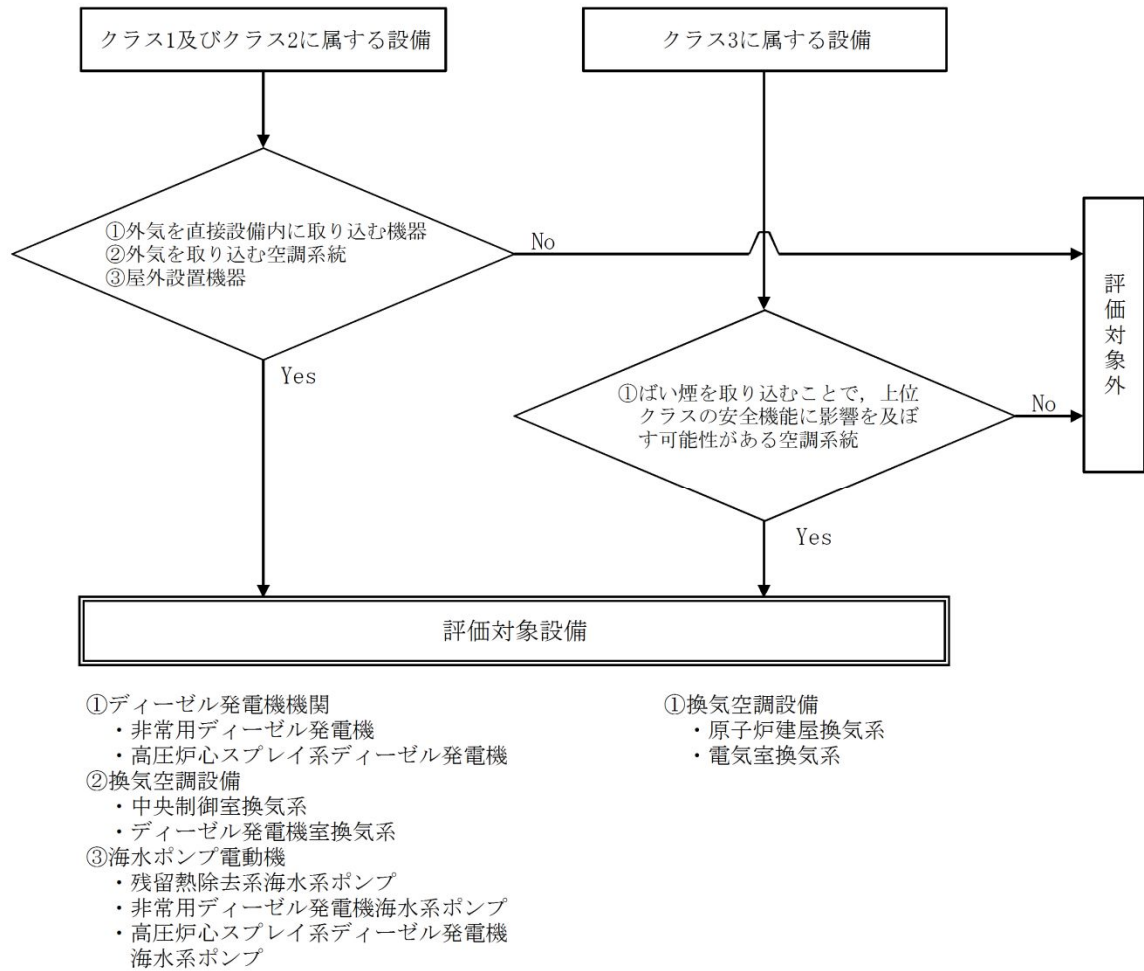 クラス1及びクラス2に属する設備
クラス3に属する設備
①外気を直接設備内に取り込む機器
②外気を取り込む空調系統
③屋外設置機器
No
Yes
①ばい煙を取り込むことで，上位
クラスの安全機能に影響を及ぼ
す可能性がある空調系統
No
Yes
評価対象外
評価対象設備
①ディーゼル発電機機関
・非常用ディーゼル発電機
・高圧炉心スプレイ系ディーゼル発電機
②換気空調設備
・中央制御室換気系
・ディーゼル発電機室換気系
③海水ポンプ電動機
・残留熱除去系海水系ポンプ
・非常用ディーゼル発電機海水系ポンプ
・高圧炉心スプレイ系ディーゼル発電機
海水系ポンプ
①換気空調設備
・原子炉建屋換気系
・電気室換気系